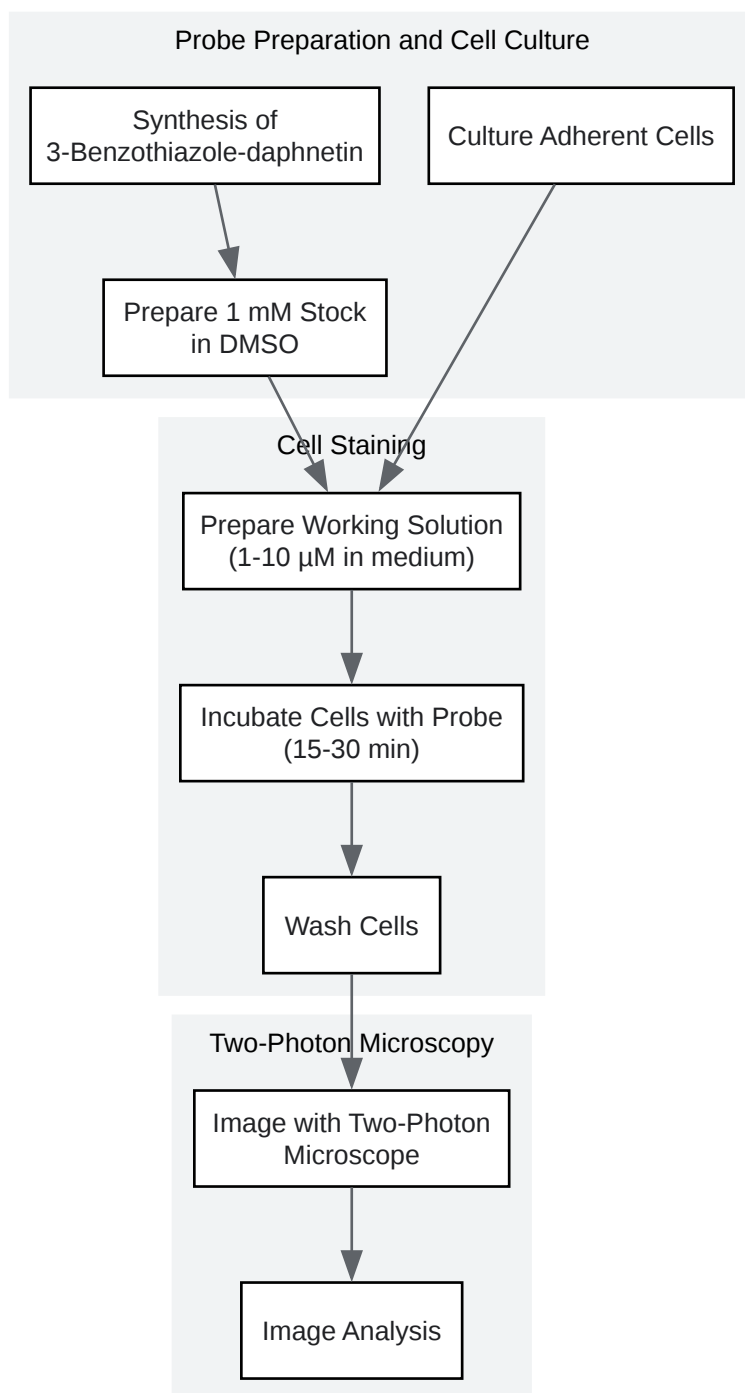 Probe Preparation and Cell Culture
Synthesis of
3-Benzothiazole-daphnetin
Culture Adherent Cells
Prepare 1 mM Stock
in DMSO
Cell Staining
Prepare Working Solution
(1-10 µM in medium)
Incubate Cells with Probe
(15-30 min)
Wash Cells
Two-Photon Microscopy
Image with Two-Photon
Microscope
Image Analysis